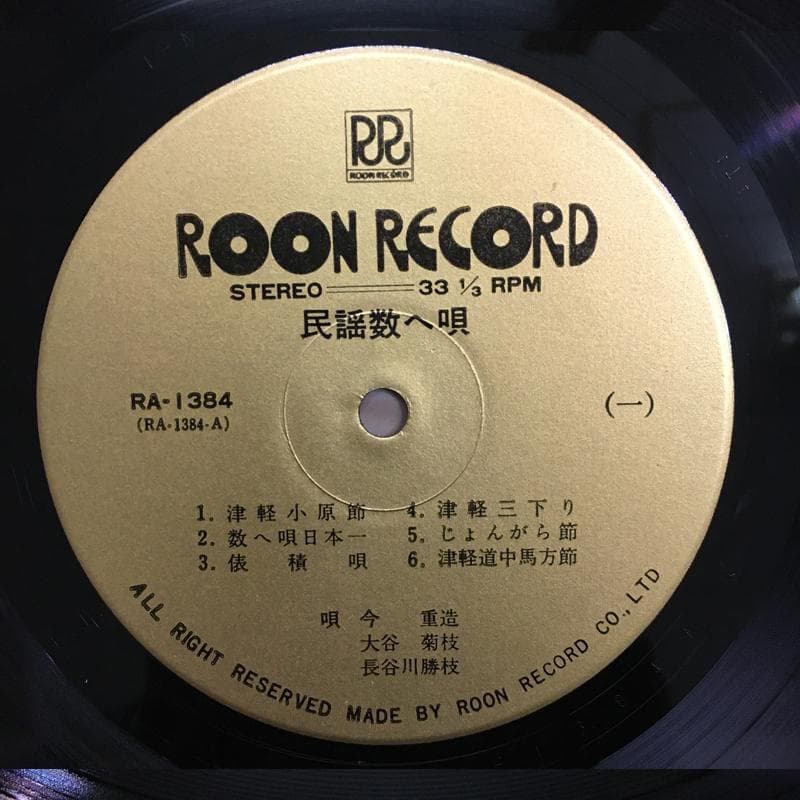 RR
ROON RECORD
ROON RECORD
STEREO 33 1/3 RPM
民謡数へ唄
RA-1384
(RA-1384-A)
(一)
1. 津軽小原節
2. 数へ唄日本一
3. 俵積唄
4. 津軽三下り
5. じょんがら節
6. 津軽道中馬方節
唄 今 重造
大谷 菊枝
長谷川勝枝
ALL RIGHT RESERVED MADE BY ROON RECORD CO., LTD